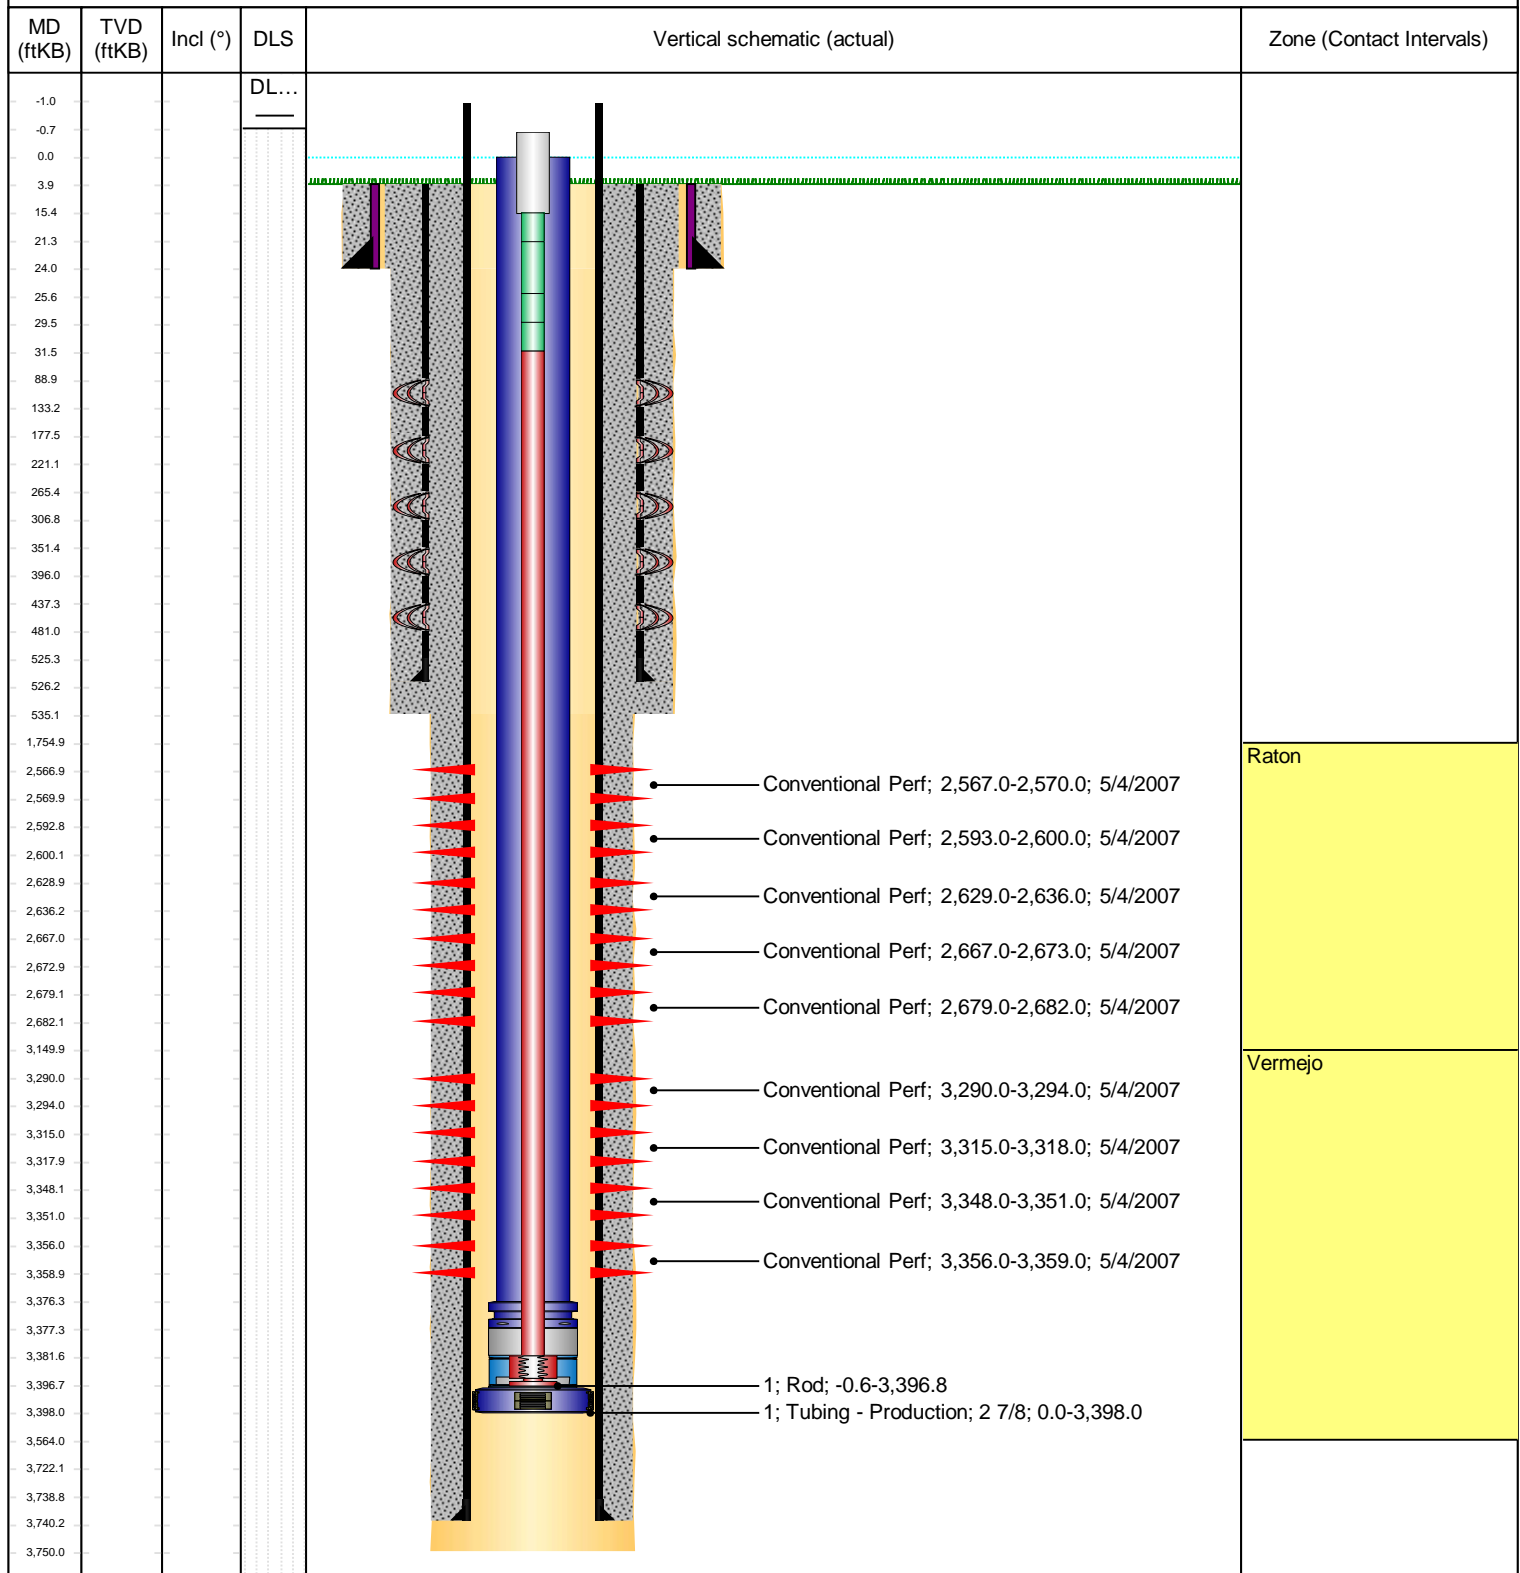 MD (ftKB)
TVD (ftKB)
Incl (°)
DLS
Vertical schematic (actual)
Zone (Contact Intervals)
DL...
-1.0
-0.7
0.0
3.9
15.4
21.3
24.0
25.6
29.5
31.5
88.9
133.2
177.5
221.1
265.4
306.8
351.4
396.0
437.3
481.0
525.3
526.2
535.1
1,754.9
Raton
2,566.9
Conventional Perf; 2,567.0-2,570.0; 5/4/2007
2,569.9
2,592.8
Conventional Perf; 2,593.0-2,600.0; 5/4/2007
2,600.1
2,628.9
Conventional Perf; 2,629.0-2,636.0; 5/4/2007
2,636.2
2,667.0
Conventional Perf; 2,667.0-2,673.0; 5/4/2007
2,672.9
2,679.1
Conventional Perf; 2,679.0-2,682.0; 5/4/2007
2,682.1
3,149.9
Vermejo
3,290.0
Conventional Perf; 3,290.0-3,294.0; 5/4/2007
3,294.0
3,315.0
Conventional Perf; 3,315.0-3,318.0; 5/4/2007
3,317.9
3,348.1
Conventional Perf; 3,348.0-3,351.0; 5/4/2007
3,351.0
3,356.0
Conventional Perf; 3,356.0-3,359.0; 5/4/2007
3,358.9
3,376.3
3,377.3
3,381.6
3,396.7
1; Rod; -0.6-3,396.8
3,398.0
1; Tubing - Production; 2 7/8; 0.0-3,398.0
3,564.0
3,722.1
3,738.8
3,740.2
3,750.0